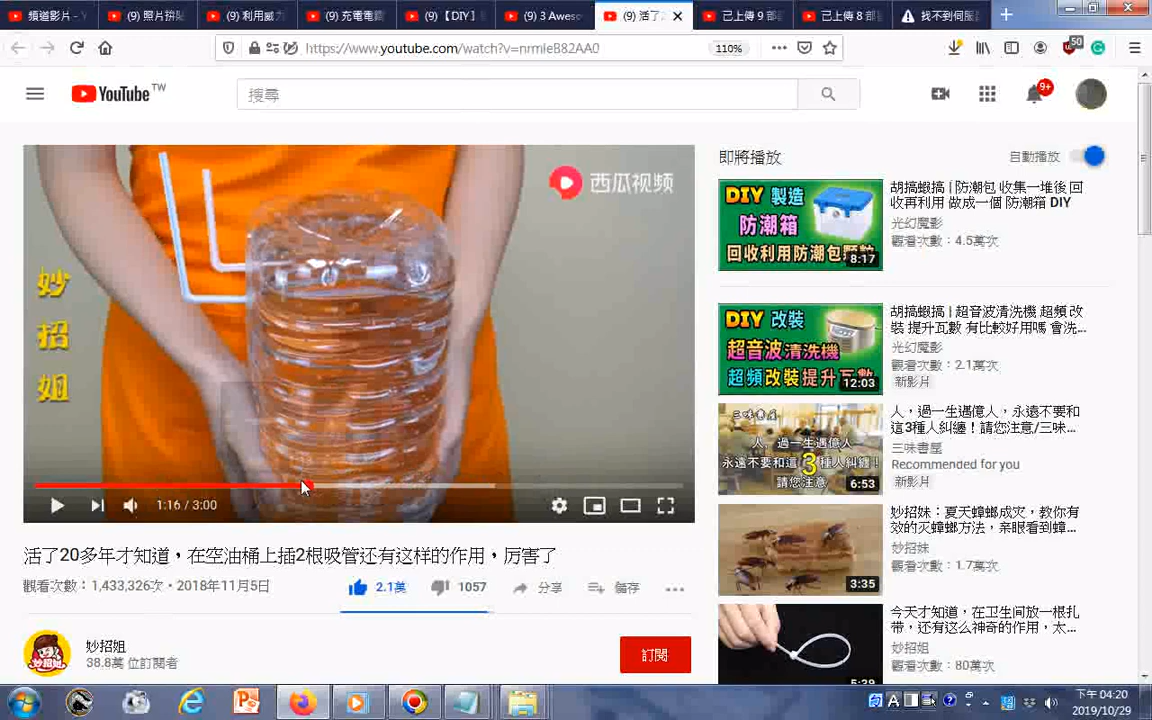 頻道影片 - Y
(9) 照片拚貼
(9) 利用威力
(9) 充電電鑽
(9)【DIY】
(9) 3 Aweso
(9) 活了
己上傳 9 部
己上傳 8 部
找不到伺服
https://www.youtube.com/watch?v=nrmIeB82AA0
110%
50
YouTube TW
搜尋
9+
西瓜视频
妙
招
姐
1:16 / 3:00
活了20多年才知道，在空油桶上插2根吸管还有这样的作用，厉害了
觀看次數：1,433,326次・2018年11月5日
2.1萬
1057
分享
儲存
妙招姐
38.8萬 位訂閱者
訂閱
即將播放
自動播放
DIY 製造
防潮箱
回收利用防潮包顆粒
8:17
胡搞蝦搞 | 防潮包 收集一堆後 回
收再利用 做成一個 防潮箱 DIY
光幻魔影
觀看次數：4.5萬次
DIY 改裝
超音波清洗機
超頻改裝提升瓦數
12:03
胡搞蝦搞 | 超音波清洗機 超頻 改
裝 提升瓦數 有比較好用嗎 會洗...
光幻魔影
觀看次數：2.1萬次
新影片
三味書屋
人，過一生遇億人
永遠不要和這3種人糾纏！
請您注意
6:53
人，過一生遇億人，永遠不要和
這3種人糾纏！請您注意/三味...
三味書屋
Recommended for you
新影片
3:35
妙招妹：夏天蟑螂成灾，教你有
效的灭蟑螂方法，亲眼看到蟑...
妙招妹
觀看次數：1.7萬次
5:39
今天才知道，在卫生间放一根扎
带，还有这么神奇的作用，太...
妙招姐
觀看次數：80萬次
下午 04:20
2019/10/29